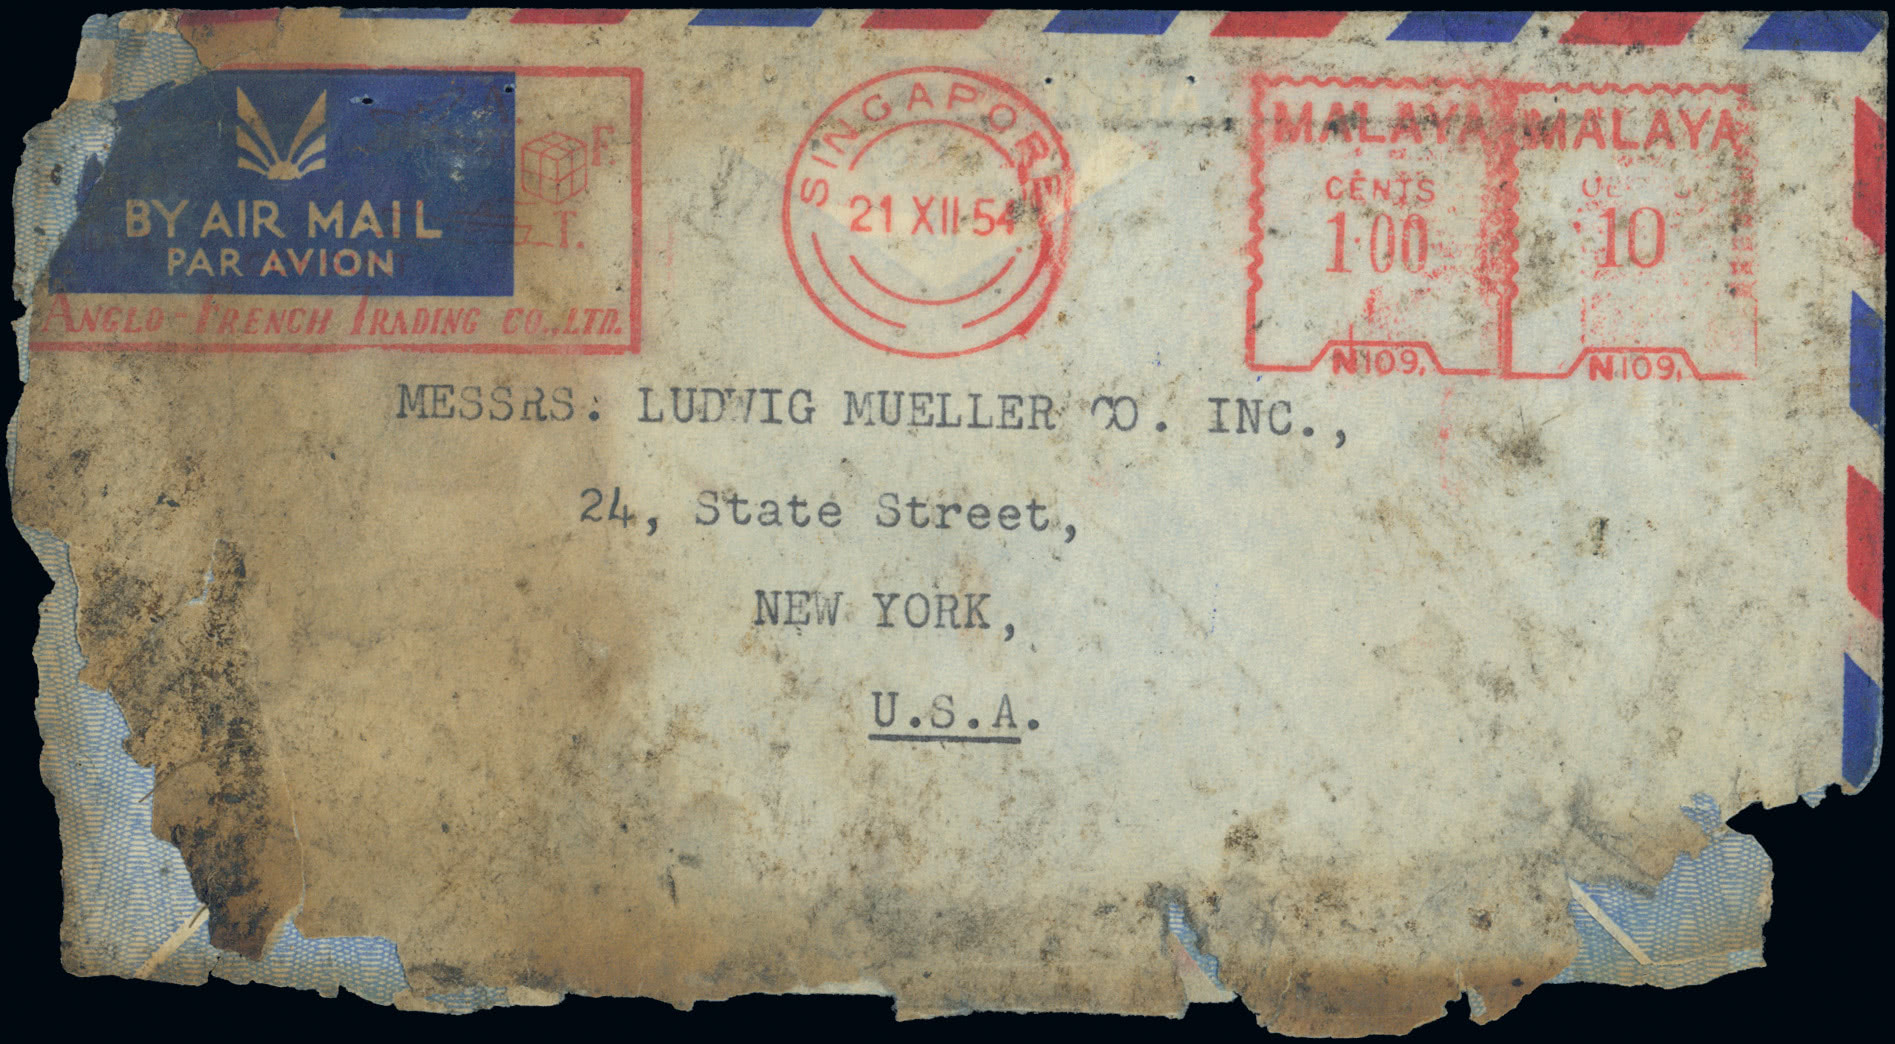 BY AIR MAIL
PAR AVION
F.
T.
ANGLO-FRENCH TRADING CO., LTD.
SINGAPORE
21 XII 54
MALAYA
CENTS
1·00
N109.
MALAYA
10
N109.
MESSRS: LUDWIG MUELLER CO. INC.,
24, State Street,
NEW YORK,
U.S.A.